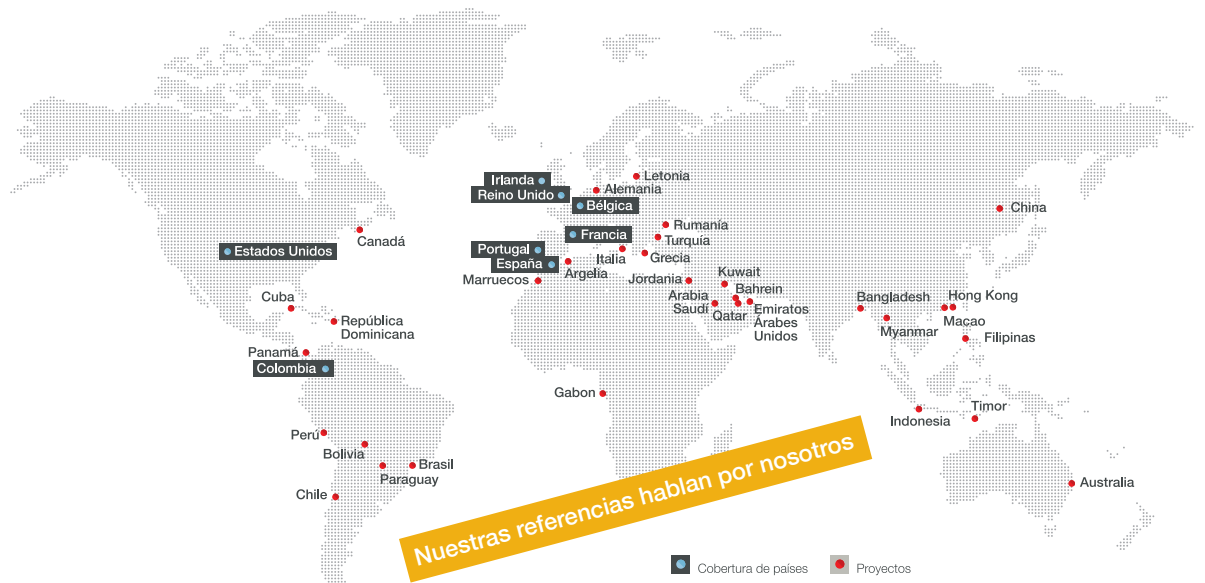 Irlanda
Reino Unido
Bélgica
Letonia
Alemania
China
Canadá
Francia
Rumanía
Turquía
Estados Unidos
Portugal
España
Italia
Grecia
Argelia
Marruecos
Jordania
Kuwait
Bahrein
Arabia
Saudí
Qatar
Emiratos
Árabes
Unidos
Bangladesh
Hong Kong
Macao
Myanmar
Filipinas
Cuba
República
Dominicana
Panamá
Colombia
Gabon
Timor
Indonesia
Perú
Bolivia
Brasil
Paraguay
Chile
Australia
Nuestras referencias hablan por nosotros
Cobertura de países
Proyectos